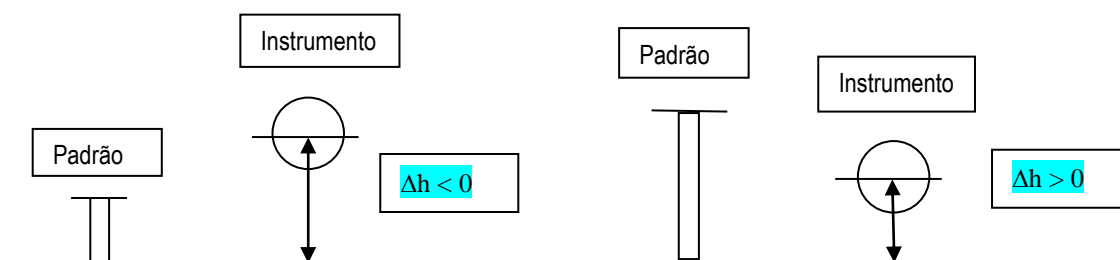 Instrumento
Padrão
Δh < 0
Padrão
Instrumento
Δh > 0